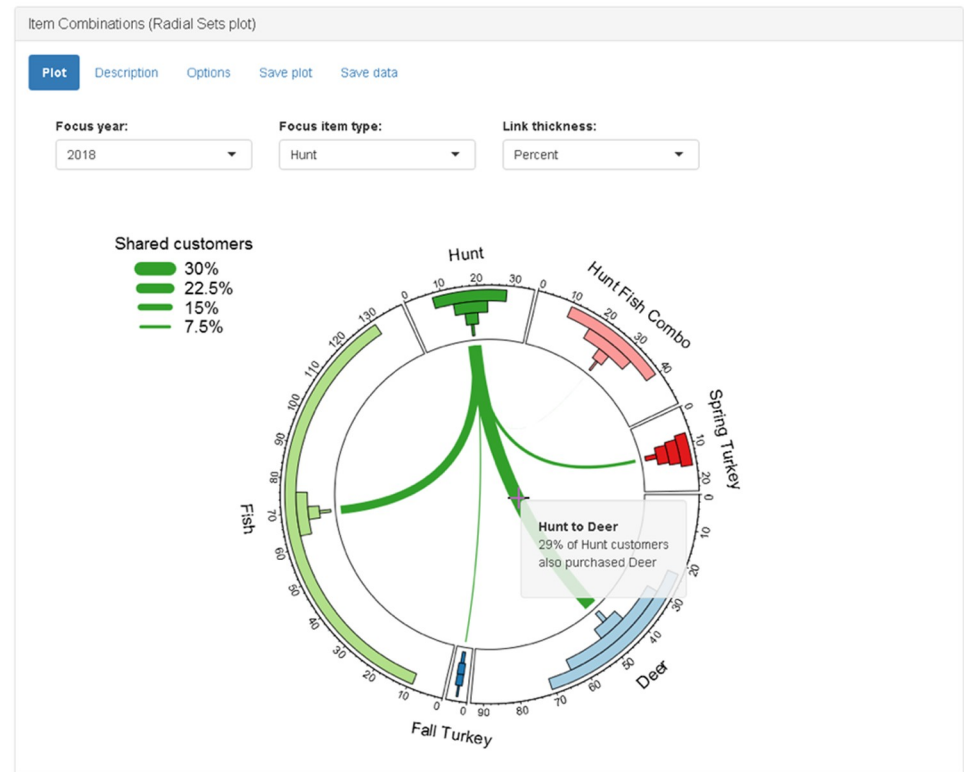 Item Combinations (Radial Sets plot)
Plot Description Options Save plot Save data
Focus year: Focus item type: Link thickness:
2018 Hunt Percent
Shared customers
30%
22.5%
15%
7.5%
Hunt
0 10 20 30
Hunt Fish Combo
0 10 20 30 40
Spring Turkey
0 10 20
Deer
0 10 20 30 40 50 60 70 80 90
Fall Turkey
0
Fish
0 10 20 30 40 50 60 70 80 90 100 110 120 130
Hunt to Deer
29% of Hunt customers
also purchased Deer